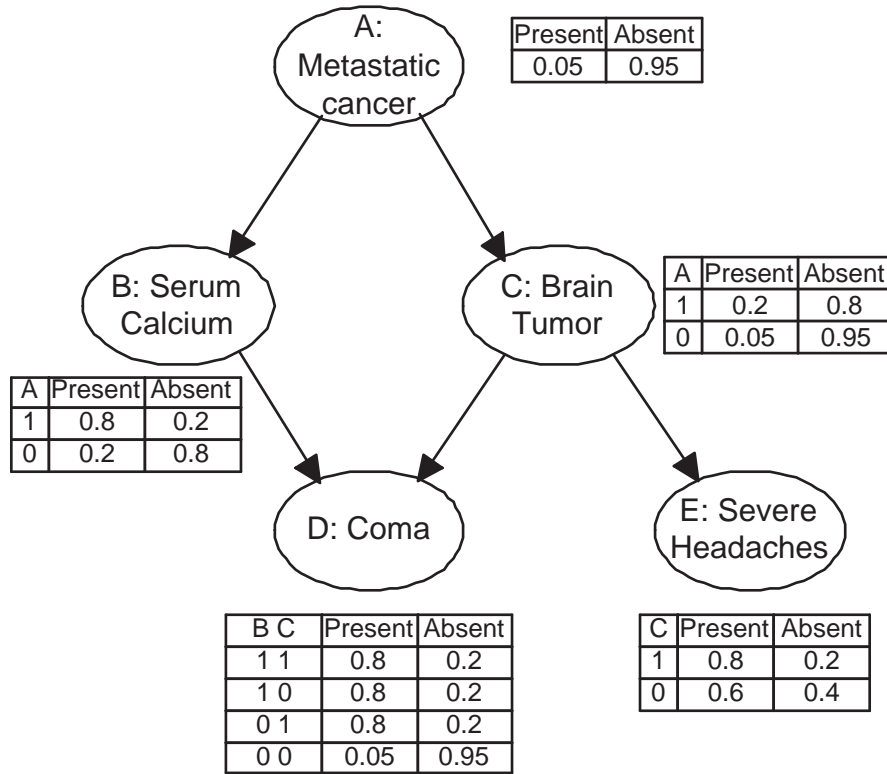 A:
Metastatic
cancer
Present Absent
0.05 0.95
B: Serum
Calcium
C: Brain
Tumor
A Present Absent
1 0.2 0.8
0 0.05 0.95
A Present Absent
1 0.8 0.2
0 0.2 0.8
D: Coma
E: Severe
Headaches
B C Present Absent
1 1 0.8 0.2
1 0 0.8 0.2
0 1 0.8 0.2
0 0 0.05 0.95
C Present Absent
1 0.8 0.2
0 0.6 0.4